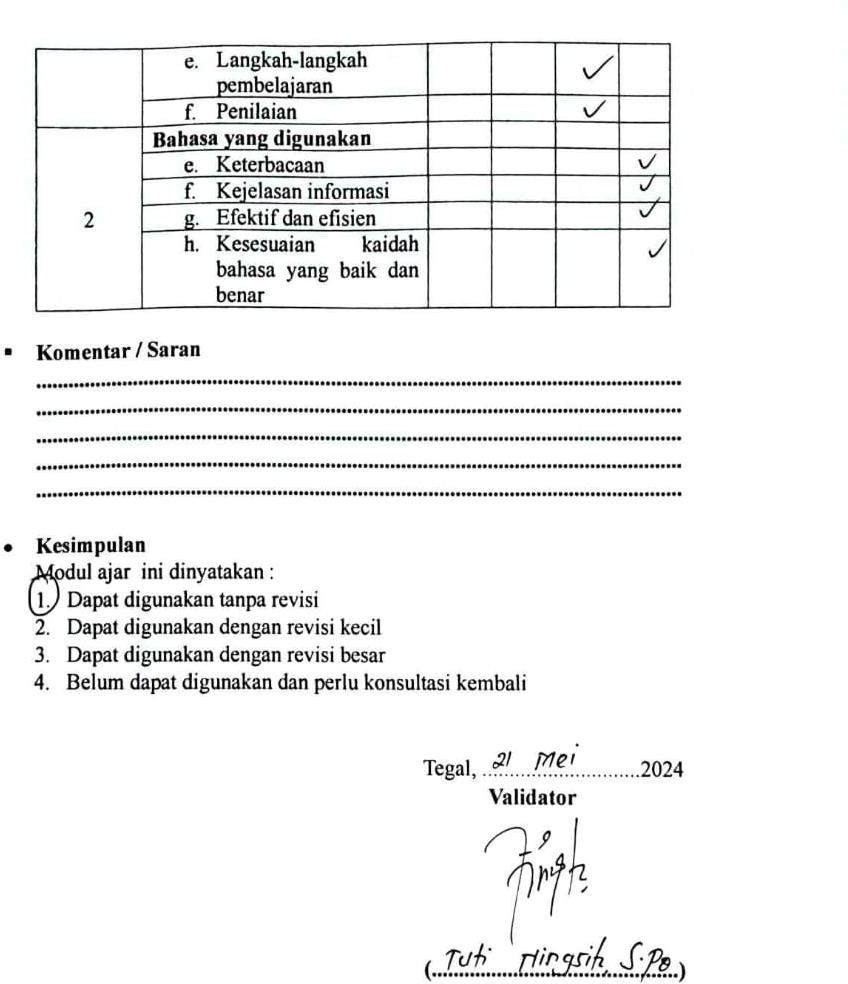 e. Langkah-langkah
pembelajaran
✓
f. Penilaian
✓
Bahasa yang digunakan
e. Keterbacaan
✓
f. Kejelasan informasi
✓
2
g. Efektif dan efisien
✓
h. Kesesuaian kaidah
bahasa yang baik dan
benar
✓
▪ Komentar / Saran
• Kesimpulan
Modul ajar ini dinyatakan :
1. Dapat digunakan tanpa revisi
2. Dapat digunakan dengan revisi kecil
3. Dapat digunakan dengan revisi besar
4. Belum dapat digunakan dan perlu konsultasi kembali
Tegal, 21 Mei 2024
Validator
(Tuti Ningsih, S.Pd.)